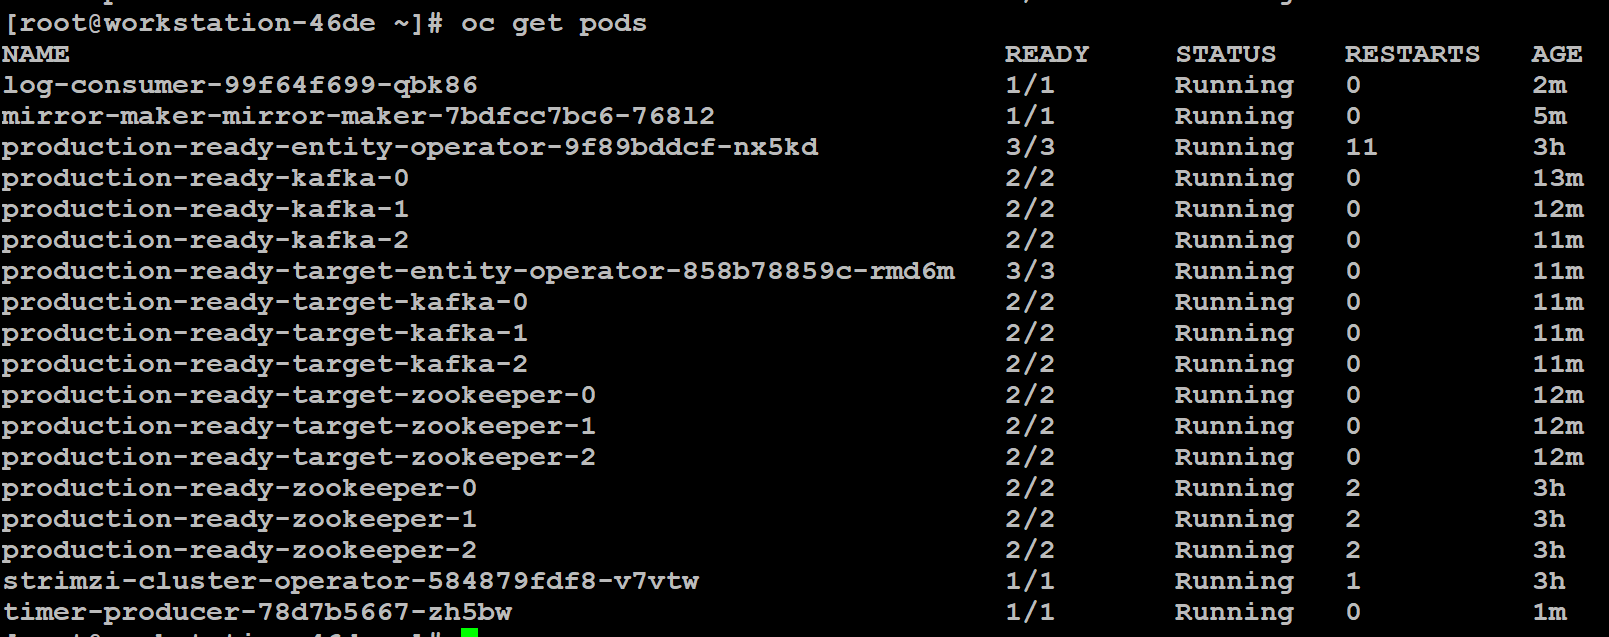 [root@workstation-46de ~]# oc get pods
NAME READY STATUS RESTARTS AGE
log-consumer-99f64f699-qbk86 1/1 Running 0 2m
mirror-maker-mirror-maker-7bdfcc7bc6-768l2 1/1 Running 0 5m
production-ready-entity-operator-9f89bddcf-nx5kd 3/3 Running 11 3h
production-ready-kafka-0 2/2 Running 0 13m
production-ready-kafka-1 2/2 Running 0 12m
production-ready-kafka-2 2/2 Running 0 11m
production-ready-target-entity-operator-858b78859c-rmd6m 3/3 Running 0 11m
production-ready-target-kafka-0 2/2 Running 0 11m
production-ready-target-kafka-1 2/2 Running 0 11m
production-ready-target-kafka-2 2/2 Running 0 11m
production-ready-target-zookeeper-0 2/2 Running 0 12m
production-ready-target-zookeeper-1 2/2 Running 0 12m
production-ready-target-zookeeper-2 2/2 Running 0 12m
production-ready-zookeeper-0 2/2 Running 2 3h
production-ready-zookeeper-1 2/2 Running 2 3h
production-ready-zookeeper-2 2/2 Running 2 3h
strimzi-cluster-operator-584879fdf8-v7vtw 1/1 Running 1 3h
timer-producer-78d7b5667-zh5bw 1/1 Running 0 1m